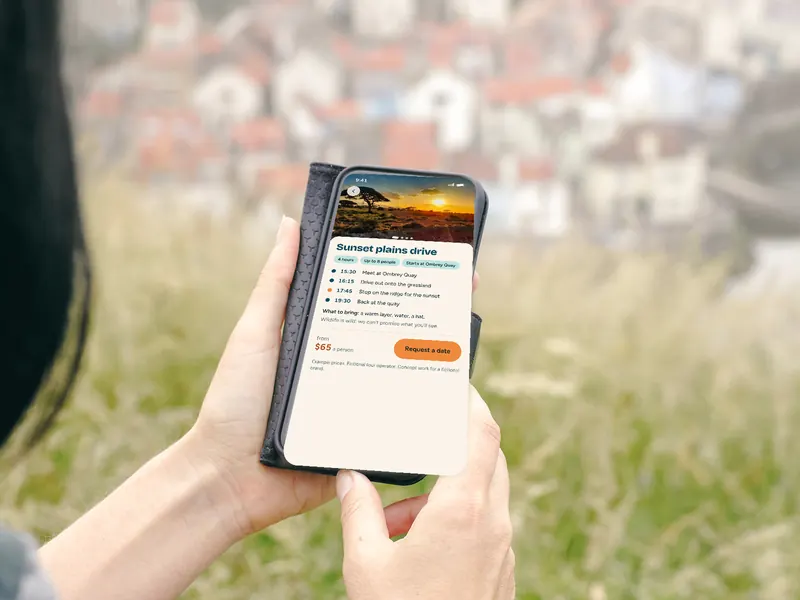 9:41
Sunset plains drive
4 hours Up to 8 people Starts at Ombrey Quay
15:30 Meet at Ombrey Quay
16:15 Drive out onto the grassland
17:45 Stop on the ridge for the sunset
19:30 Back at the quay
What to bring: a warm layer, water, a hat.
Wildlife is wild: we can't promise what you'll see.
from
$65 a person
Request a date
Example prices. Fictional tour operator. Concept work for a fictional
brand.